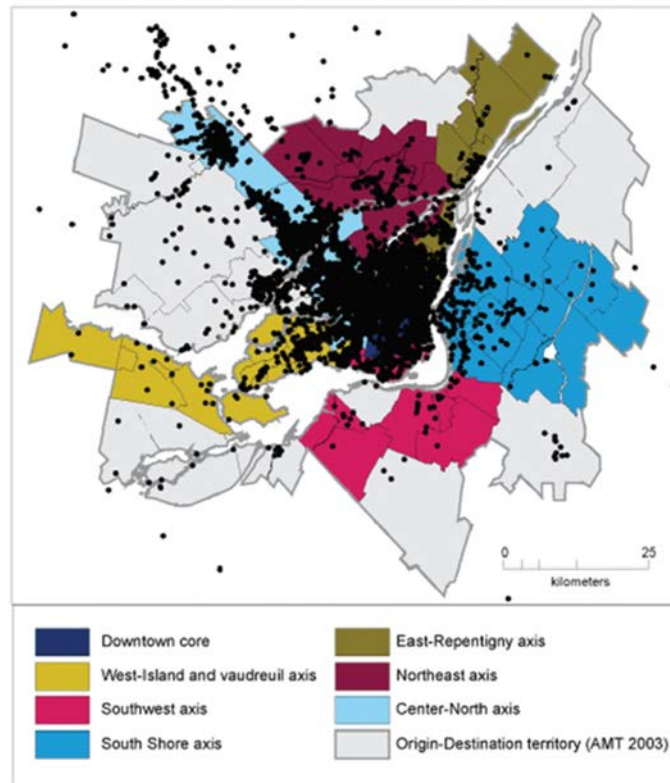 0 25
kilometers
Downtown core
West-Island and vaudreuil axis
Southwest axis
South Shore axis
East-Repentigny axis
Northeast axis
Center-North axis
Origin-Destination territory (AMT 2003)